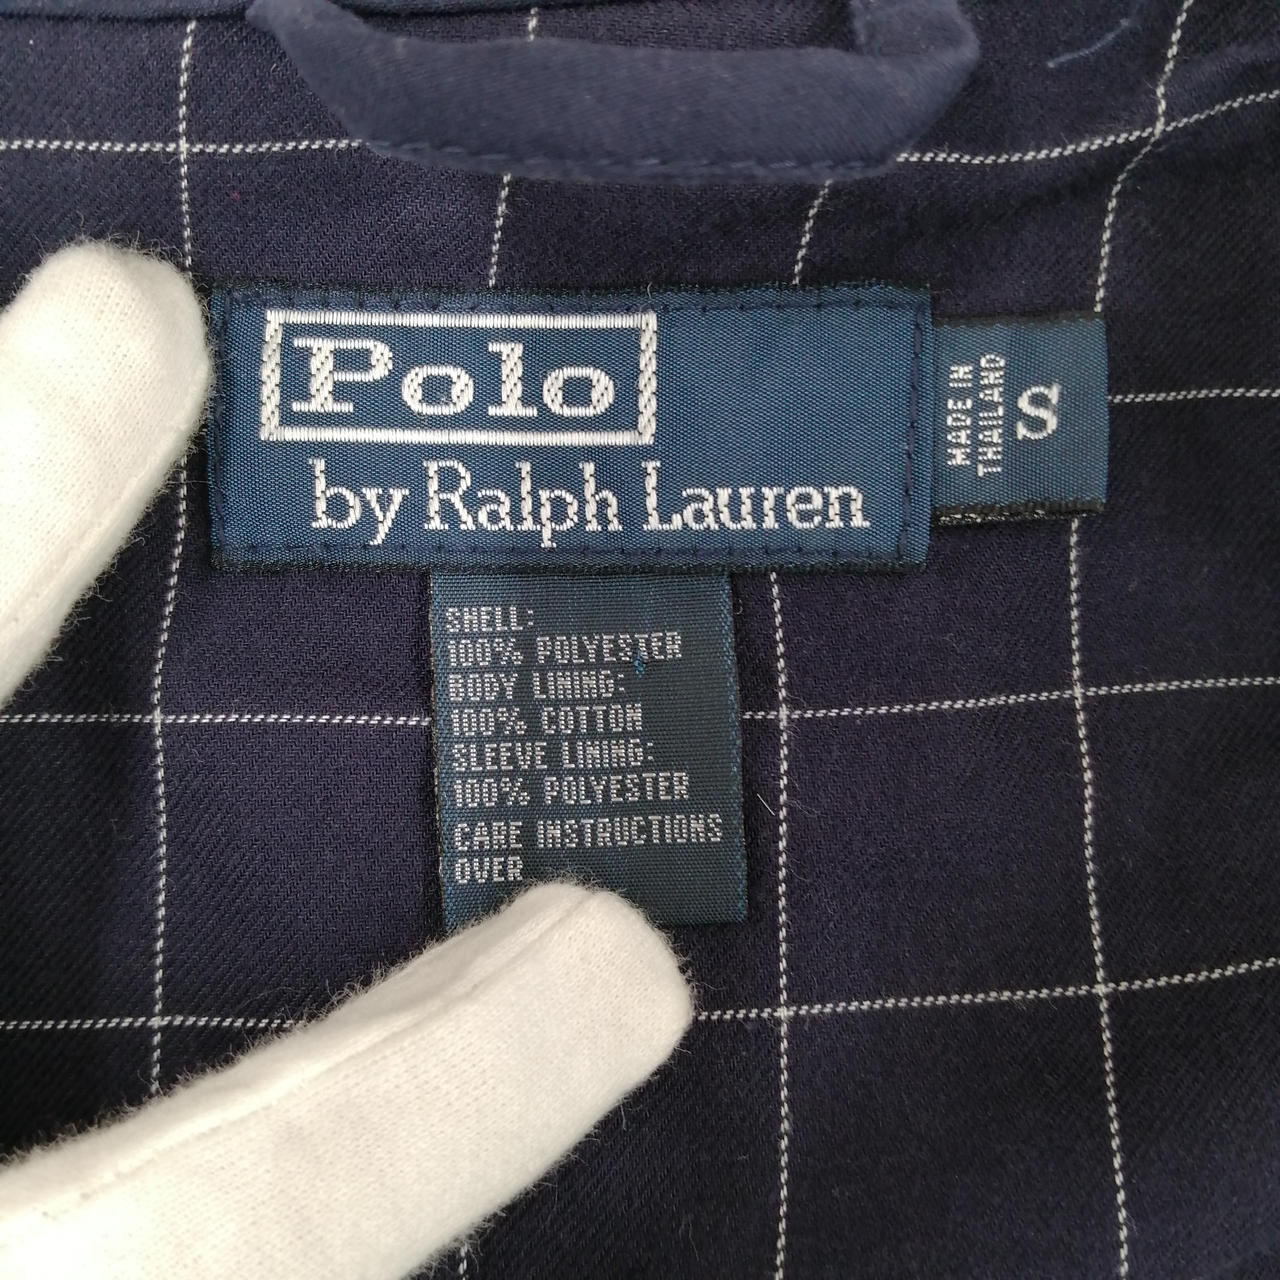 Polo
by Ralph Lauren
MADE IN
THAILAND
S
SHELL:
100% POLYESTER
BODY LINING:
100% COTTON
SLEEVE LINING:
100% POLYESTER
CARE INSTRUCTIONS
OVER